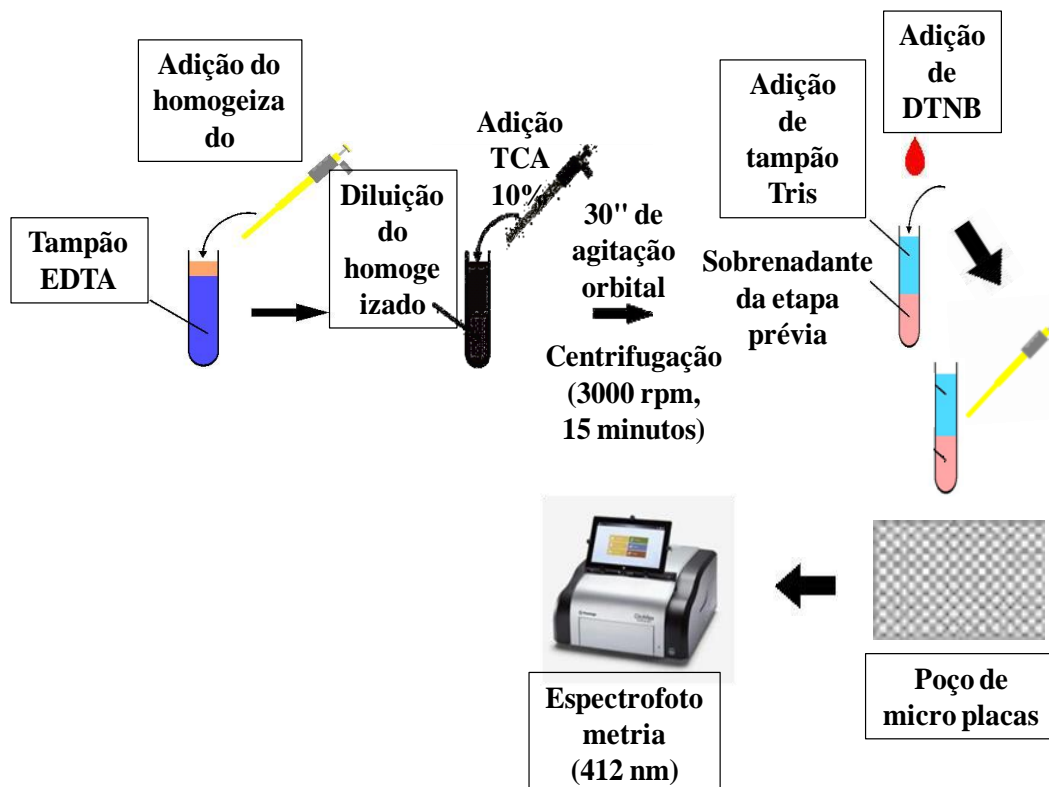 Adição do
homogeiza
do
Tampão
EDTA
Adição
TCA
10%
Diluição
do
homoge
izado
30" de
agitação
orbital
Centrifugação
(3000 rpm,
15 minutos)
Adição
de
tampão
Tris
Adição
de
DTNB
Sobrenadante
da etapa
prévia
Poço de
micro placas
Espectrofoto
metria
(412 nm)